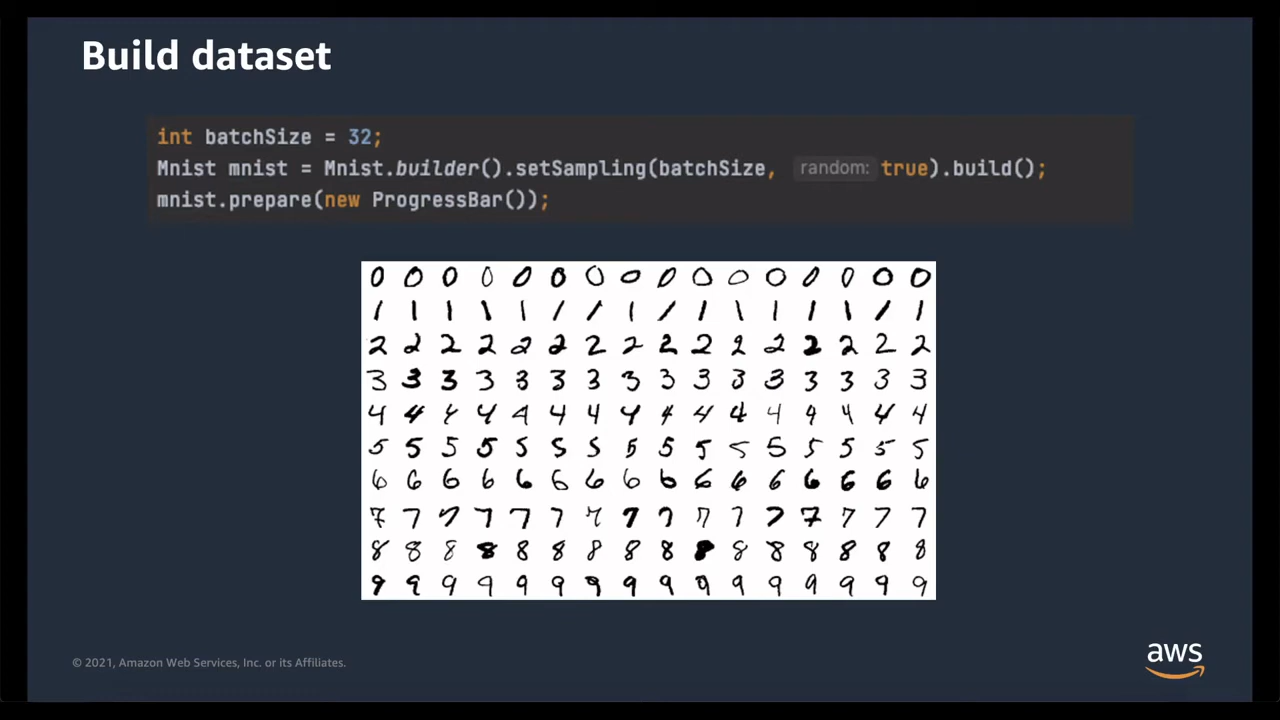 Build dataset
int batchSize = 32;
Mnist mnist = Mnist.builder().setSampling(batchSize, random: true).build();
mnist.prepare(new ProgressBar());
0 0 0 0 0 0 0 0 0 0 0 0 0 0 0 0
1 1 1 1 1 1 1 1 1 1 1 1 1 1 1 1
2 2 2 2 2 2 2 2 2 2 2 2 2 2 2 2
3 3 3 3 3 3 3 3 3 3 3 3 3 3 3 3
4 4 4 4 4 4 4 4 4 4 4 4 4 4 4 4
5 5 5 5 5 5 5 5 5 5 5 5 5 5 5 5
6 6 6 6 6 6 6 6 6 6 6 6 6 6 6 6
7 7 7 7 7 7 7 7 7 7 7 7 7 7 7 7
8 8 8 8 8 8 8 8 8 8 8 8 8 8 8 8
9 9 9 9 9 9 9 9 9 9 9 9 9 9 9 9
© 2021, Amazon Web Services, Inc. or its Affiliates.
aws